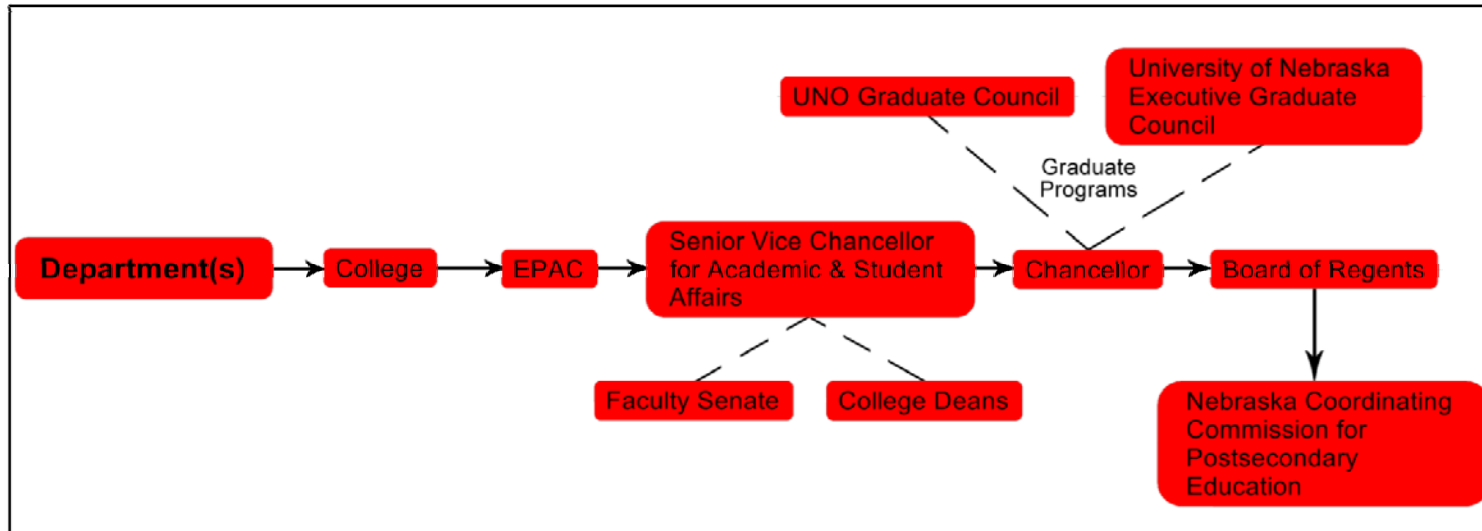 UNO Graduate Council
University of Nebraska
Executive Graduate
Council
Graduate
Programs
Department(s)
College
EPAC
Senior Vice Chancellor
for Academic & Student
Affairs
Chancellor
Board of Regents
Faculty Senate
College Deans
Nebraska Coordinating
Commission for
Postsecondary
Education